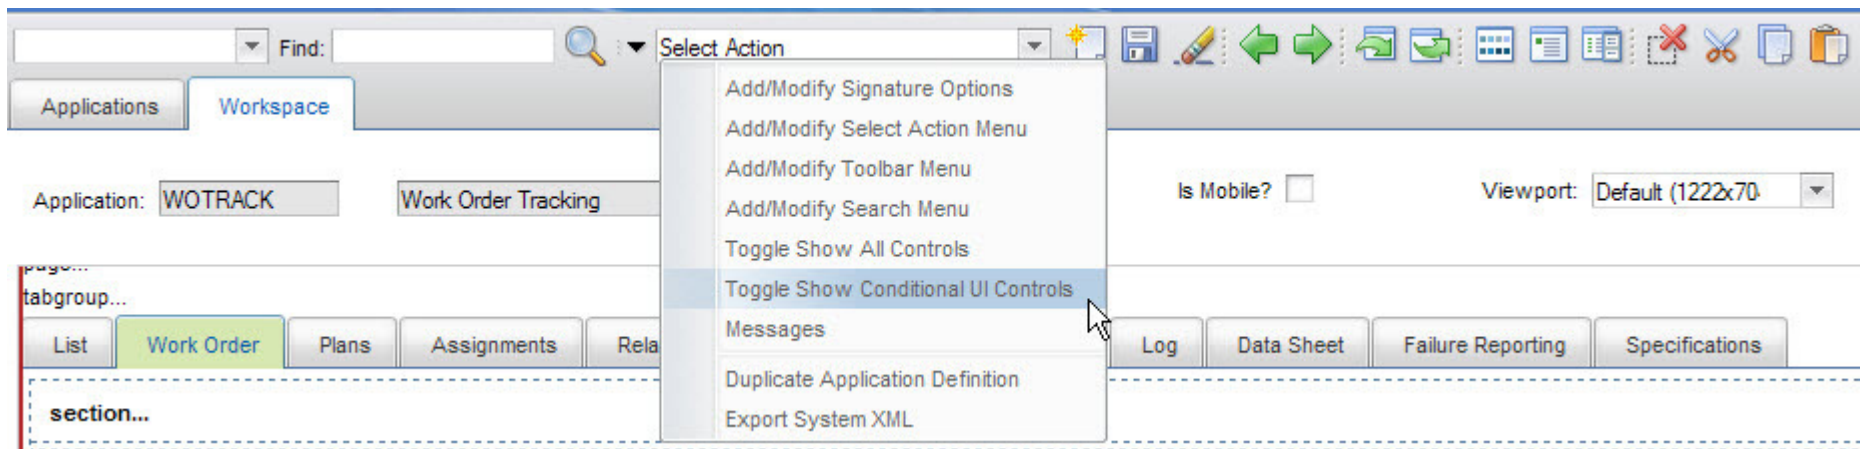 Find:
Select Action
Add/Modify Signature Options
Add/Modify Select Action Menu
Add/Modify Toolbar Menu
Add/Modify Search Menu
Toggle Show All Controls
Toggle Show Conditional UI Controls
Messages
Duplicate Application Definition
Export System XML
Applications Workspace
Application: WOTRACK Work Order Tracking Is Mobile? Viewport: Default (1222x70
page...
tabgroup...
List Work Order Plans Assignments Rela Log Data Sheet Failure Reporting Specifications
section...